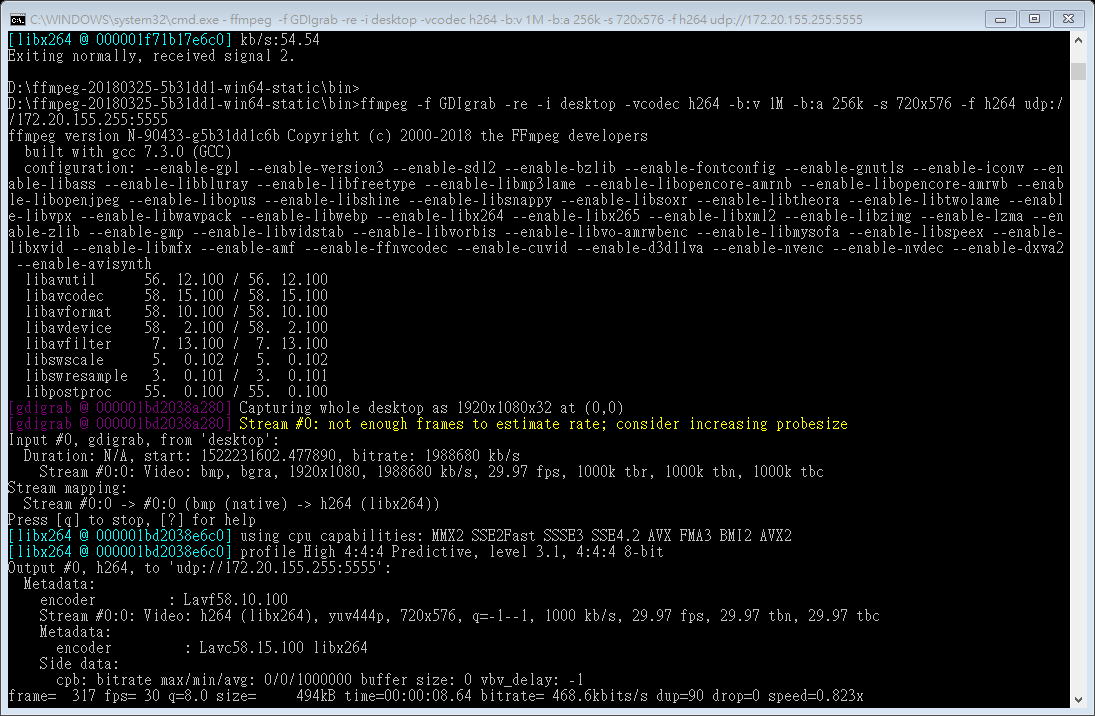 C:\WINDOWS\system32\cmd.exe - ffmpeg  -f GDIgrab -re -i desktop -vcodec h264 -b:v 1M -b:a 256k -s 720x576 -f h264 udp://172.20.155.255:5555
[libx264 @ 000001f71b17e6c0] kb/s:54.54
Exiting normally, received signal 2.
D:\ffmpeg-20180325-5b31dd1-win64-static\bin>
D:\ffmpeg-20180325-5b31dd1-win64-static\bin>ffmpeg -f GDIgrab -re -i desktop -vcodec h264 -b:v 1M -b:a 256k -s 720x576 -f h264 udp:/
/172.20.155.255:5555
ffmpeg version N-90433-g5b31dd1c6b Copyright (c) 2000-2018 the FFmpeg developers
  built with gcc 7.3.0 (GCC)
  configuration: --enable-gpl --enable-version3 --enable-sdl2 --enable-bzlib --enable-fontconfig --enable-gnutls --enable-iconv --en
able-libass --enable-libbluray --enable-libfreetype --enable-libmp3lame --enable-libopencore-amrnb --enable-libopencore-amrwb --enab
le-libopenjpeg --enable-libopus --enable-libshine --enable-libsnappy --enable-libsoxr --enable-libtheora --enable-libtwolame --enabl
e-libvpx --enable-libwavpack --enable-libwebp --enable-libx264 --enable-libx265 --enable-libxml2 --enable-libzimg --enable-lzma --en
able-zlib --enable-gmp --enable-libvidstab --enable-libvorbis --enable-libvo-amrwbenc --enable-libmysofa --enable-libspeex --enable-
libxvid --enable-libmfx --enable-amf --enable-ffnvcodec --enable-cuvid --enable-d3d11va --enable-nvenc --enable-nvdec --enable-dxva2
 --enable-avisynth
  libavutil      56. 12.100 / 56. 12.100
  libavcodec     58. 15.100 / 58. 15.100
  libavformat    58. 10.100 / 58. 10.100
  libavdevice    58.  2.100 / 58.  2.100
  libavfilter     7. 13.100 /  7. 13.100
  libswscale      5.  0.102 /  5.  0.102
  libswresample   3.  0.101 /  3.  0.101
  libpostproc    55.  0.100 / 55.  0.100
[gdigrab @ 000001bd2038a280] Capturing whole desktop as 1920x1080x32 at (0,0)
[gdigrab @ 000001bd2038a280] Stream #0: not enough frames to estimate rate; consider increasing probesize
Input #0, gdigrab, from 'desktop':
  Duration: N/A, start: 1522231602.477890, bitrate: 1988680 kb/s
    Stream #0:0: Video: bmp, bgra, 1920x1080, 1988680 kb/s, 29.97 fps, 1000k tbr, 1000k tbn, 1000k tbc
Stream mapping:
  Stream #0:0 -> #0:0 (bmp (native) -> h264 (libx264))
Press [q] to stop, [?] for help
[libx264 @ 000001bd2038e6c0] using cpu capabilities: MMX2 SSE2Fast SSSE3 SSE4.2 AVX FMA3 BMI2 AVX2
[libx264 @ 000001bd2038e6c0] profile High 4:4:4 Predictive, level 3.1, 4:4:4 8-bit
Output #0, h264, to 'udp://172.20.155.255:5555':
  Metadata:
    encoder         : Lavf58.10.100
    Stream #0:0: Video: h264 (libx264), yuv444p, 720x576, q=-1--1, 1000 kb/s, 29.97 fps, 29.97 tbn, 29.97 tbc
    Metadata:
      encoder         : Lavc58.15.100 libx264
    Side data:
      cpb: bitrate max/min/avg: 0/0/1000000 buffer size: 0 vbv_delay: -1
frame=  317 fps= 30 q=8.0 size=     494kB time=00:00:08.64 bitrate= 468.6kbits/s dup=90 drop=0 speed=0.823x